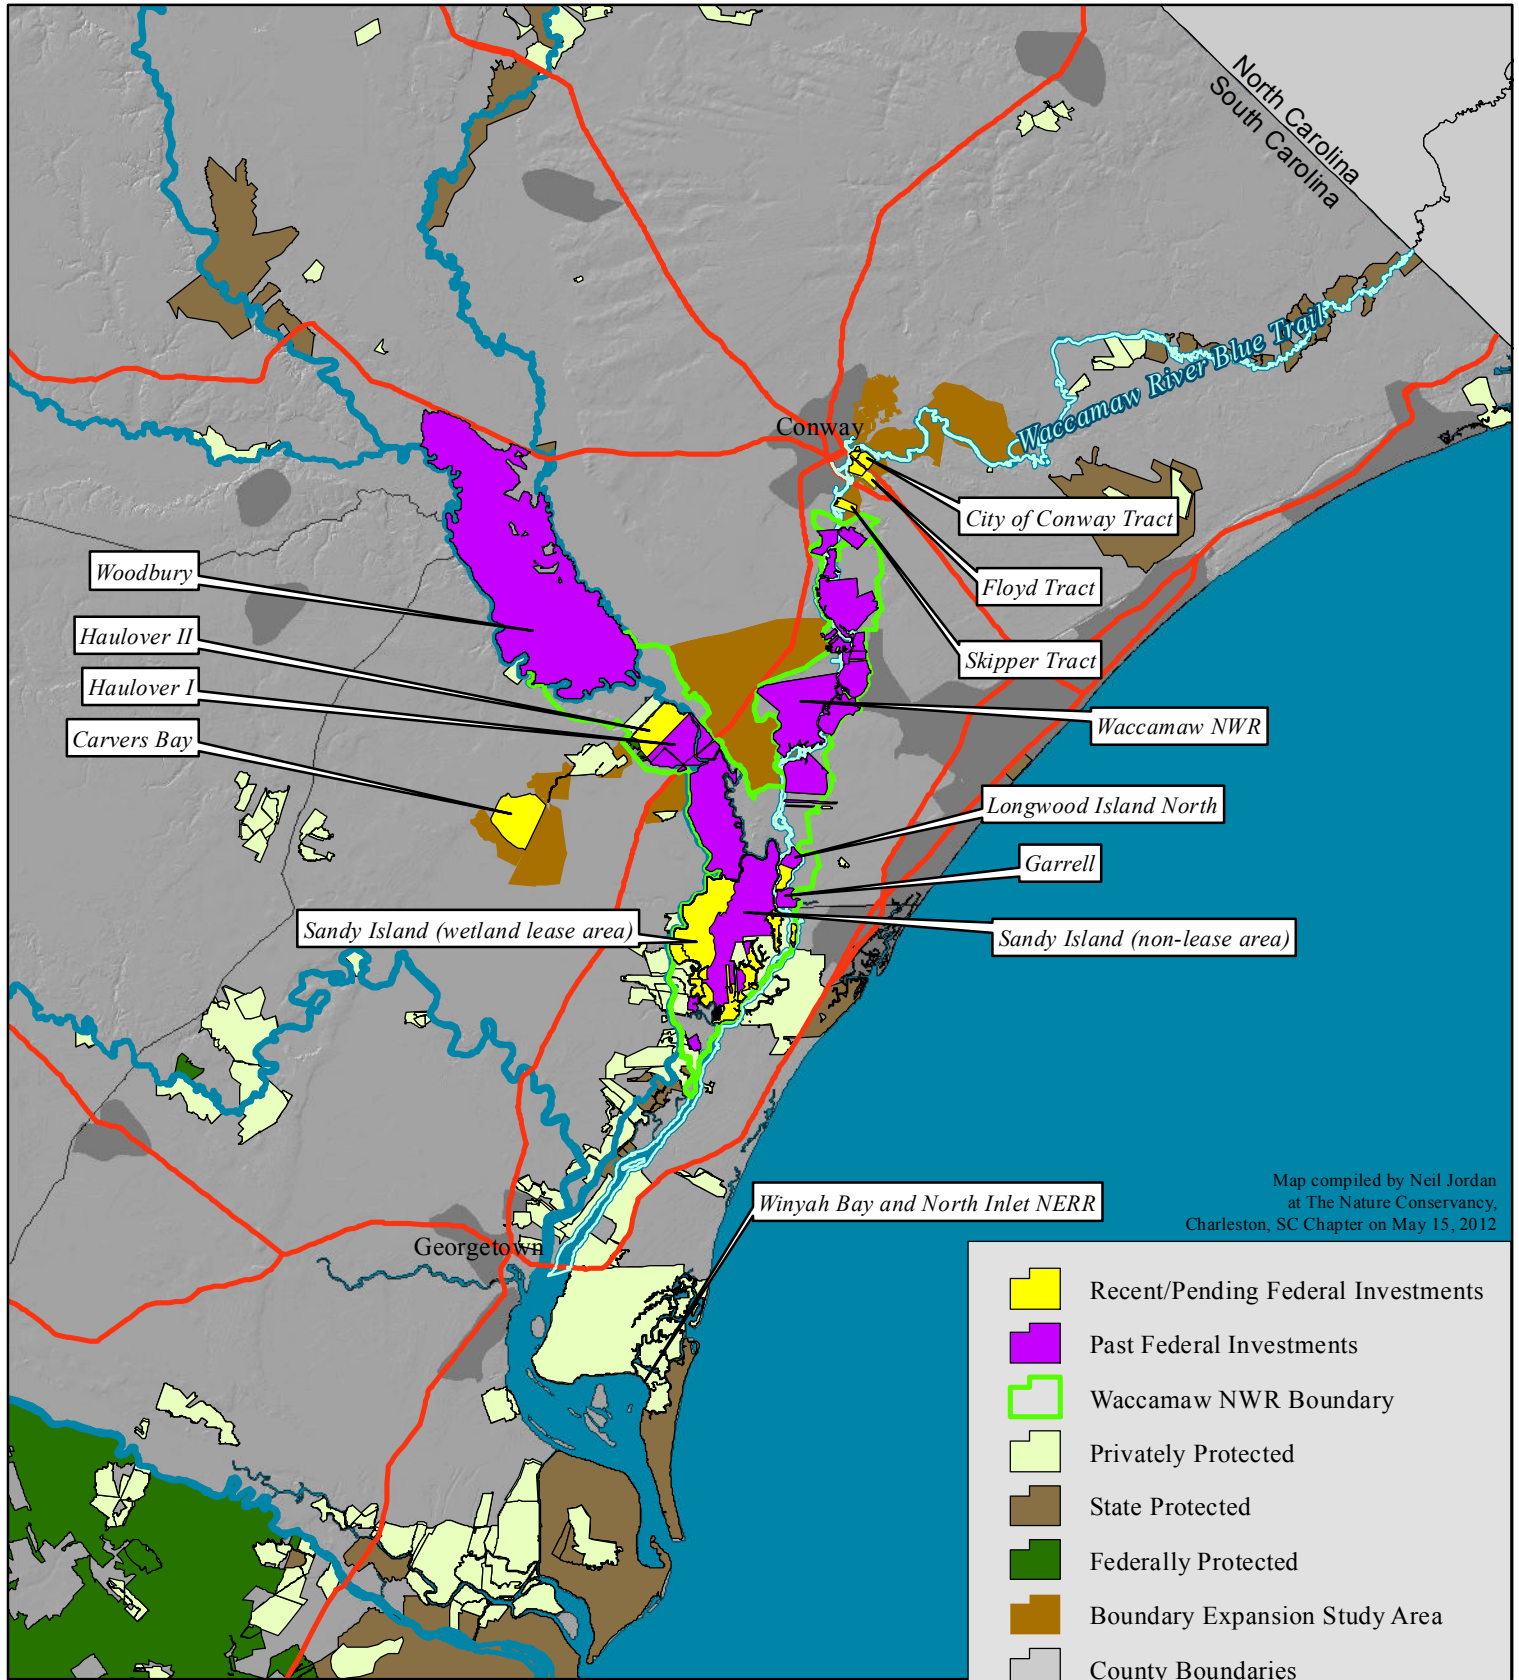 North Carolina
South Carolina
Waccamaw River Blue Trail
Conway
City of Conway Tract
Woodbury
Floyd Tract
Haulover II
Skipper Tract
Haulover I
Waccamaw NWR
Carvers Bay
Longwood Island North
Garrell
Sandy Island (wetland lease area)
Sandy Island (non-lease area)
Map compiled by Neil Jordan
at The Nature Conservancy,
Charleston, SC Chapter on May 15, 2012
Winyah Bay and North Inlet NERR
Georgetown
Recent/Pending Federal Investments
Past Federal Investments
Waccamaw NWR Boundary
Privately Protected
State Protected
Federally Protected
Boundary Expansion Study Area
County Boundaries